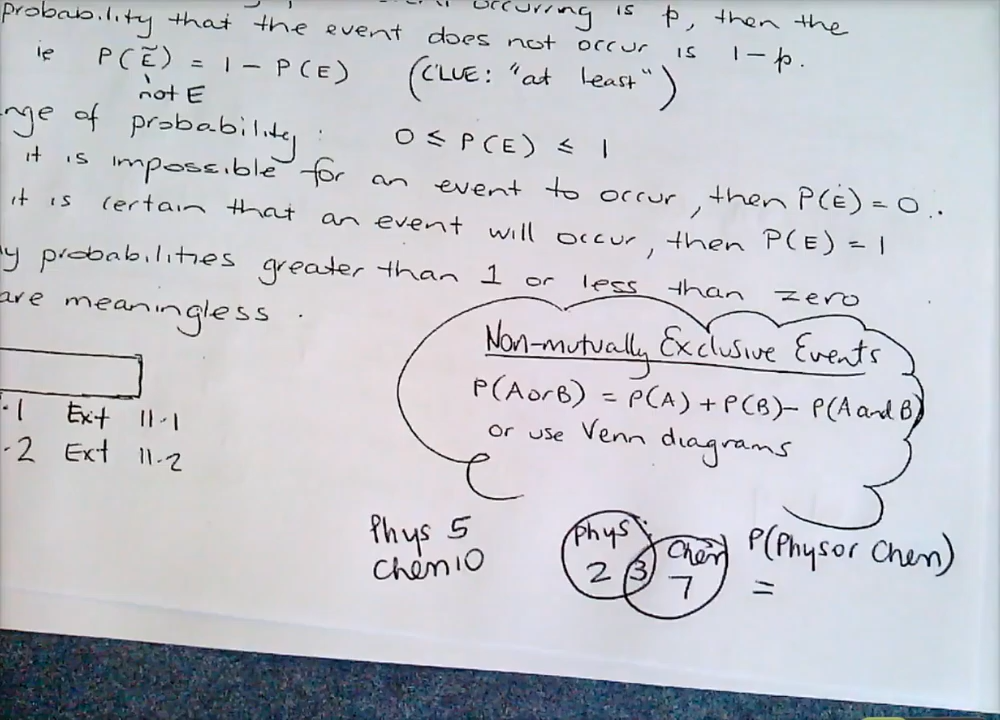 probability that the event occurring is p, then the
does not occur is 1-p.
ie P(Ẽ) = 1 - P(E) (CLUE: "at least")
not E
nge of probability: 0 ≤ P(E) ≤ 1
it is impossible for an event to occur, then P(E) = 0.
it is certain that an event will occur, then P(E) = 1
y probabilities greater than 1 or less than zero
are meaningless.
Non-mutually Exclusive Events
P(A or B) = P(A) + P(B) - P(A and B)
or use Venn diagrams
.1 Ext 11.1
.2 Ext 11.2
Phys 5
Chem 10
Phys Chem
2 3 7
P(Phys or Chem)
=